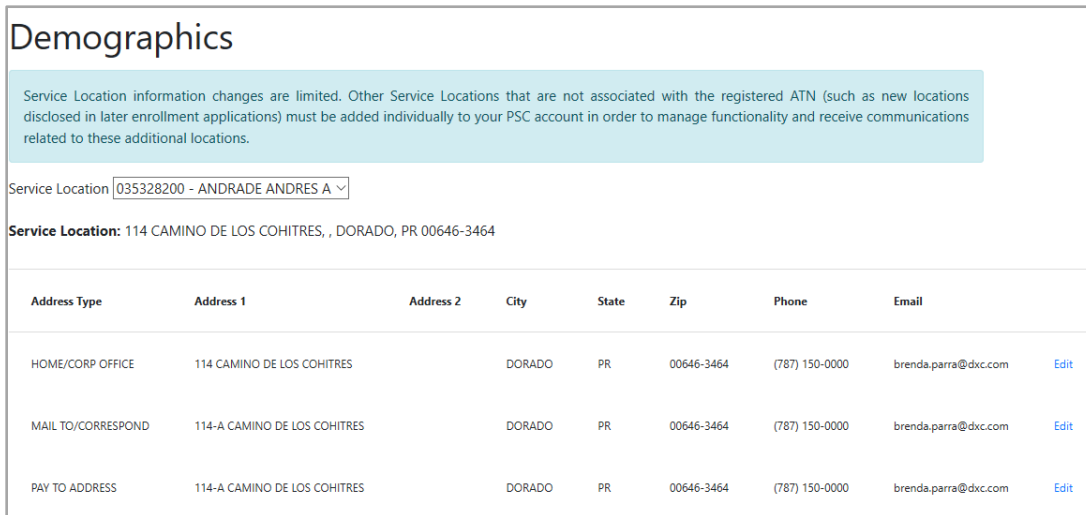 Demographics
Service Location information changes are limited. Other Service Locations that are not associated with the registered ATN (such as new locations
disclosed in later enrollment applications) must be added individually to your PSC account in order to manage functionality and receive communications
related to these additional locations.
Service Location 035328200 - ANDRADE ANDRES A
Service Location: 114 CAMINO DE LOS COHITRES, , DORADO, PR 00646-3464
Address Type Address 1 Address 2 City State Zip Phone Email
HOME/CORP OFFICE 114 CAMINO DE LOS COHITRES DORADO PR 00646-3464 (787) 150-0000 brenda.parra@dxc.com Edit
MAIL TO/CORRESPOND 114-A CAMINO DE LOS COHITRES DORADO PR 00646-3464 (787) 150-0000 brenda.parra@dxc.com Edit
PAY TO ADDRESS 114-A CAMINO DE LOS COHITRES DORADO PR 00646-3464 (787) 150-0000 brenda.parra@dxc.com Edit